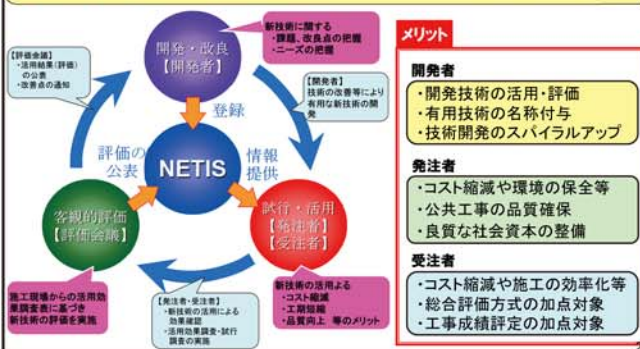 新技術に関する
・課題、改良点の把握
・ニーズの把握
開発・改良
【開発者】
【評価会議】
・活用結果(評価)
の公表
・改善点の通知
【開発者】
技術の改善等により
有用な新技術の開
発
登録
評価の
公表
NETIS
情報
提供
客観的評価
【評価会議】
試行・活用
【発注者】
【受注者】
施工現場からの活用効
果調査表に基づき
新技術の評価を実施
【発注者・受注者】
・新技術の活用による
効果確認
・活用効果調査・試行
調査の実施
新技術の活用よる
・コスト縮減
・工期短縮
・品質向上 等のメリット
メリット
開発者
・開発技術の活用・評価
・有用技術の名称付与
・技術開発のスパイラルアップ
発注者
・コスト縮減や環境の保全等
・公共工事の品質確保
・良質な社会資本の整備
受注者
・コスト縮減や施工の効率化等
・総合評価方式の加点対象
・工事成績評定の加点対象